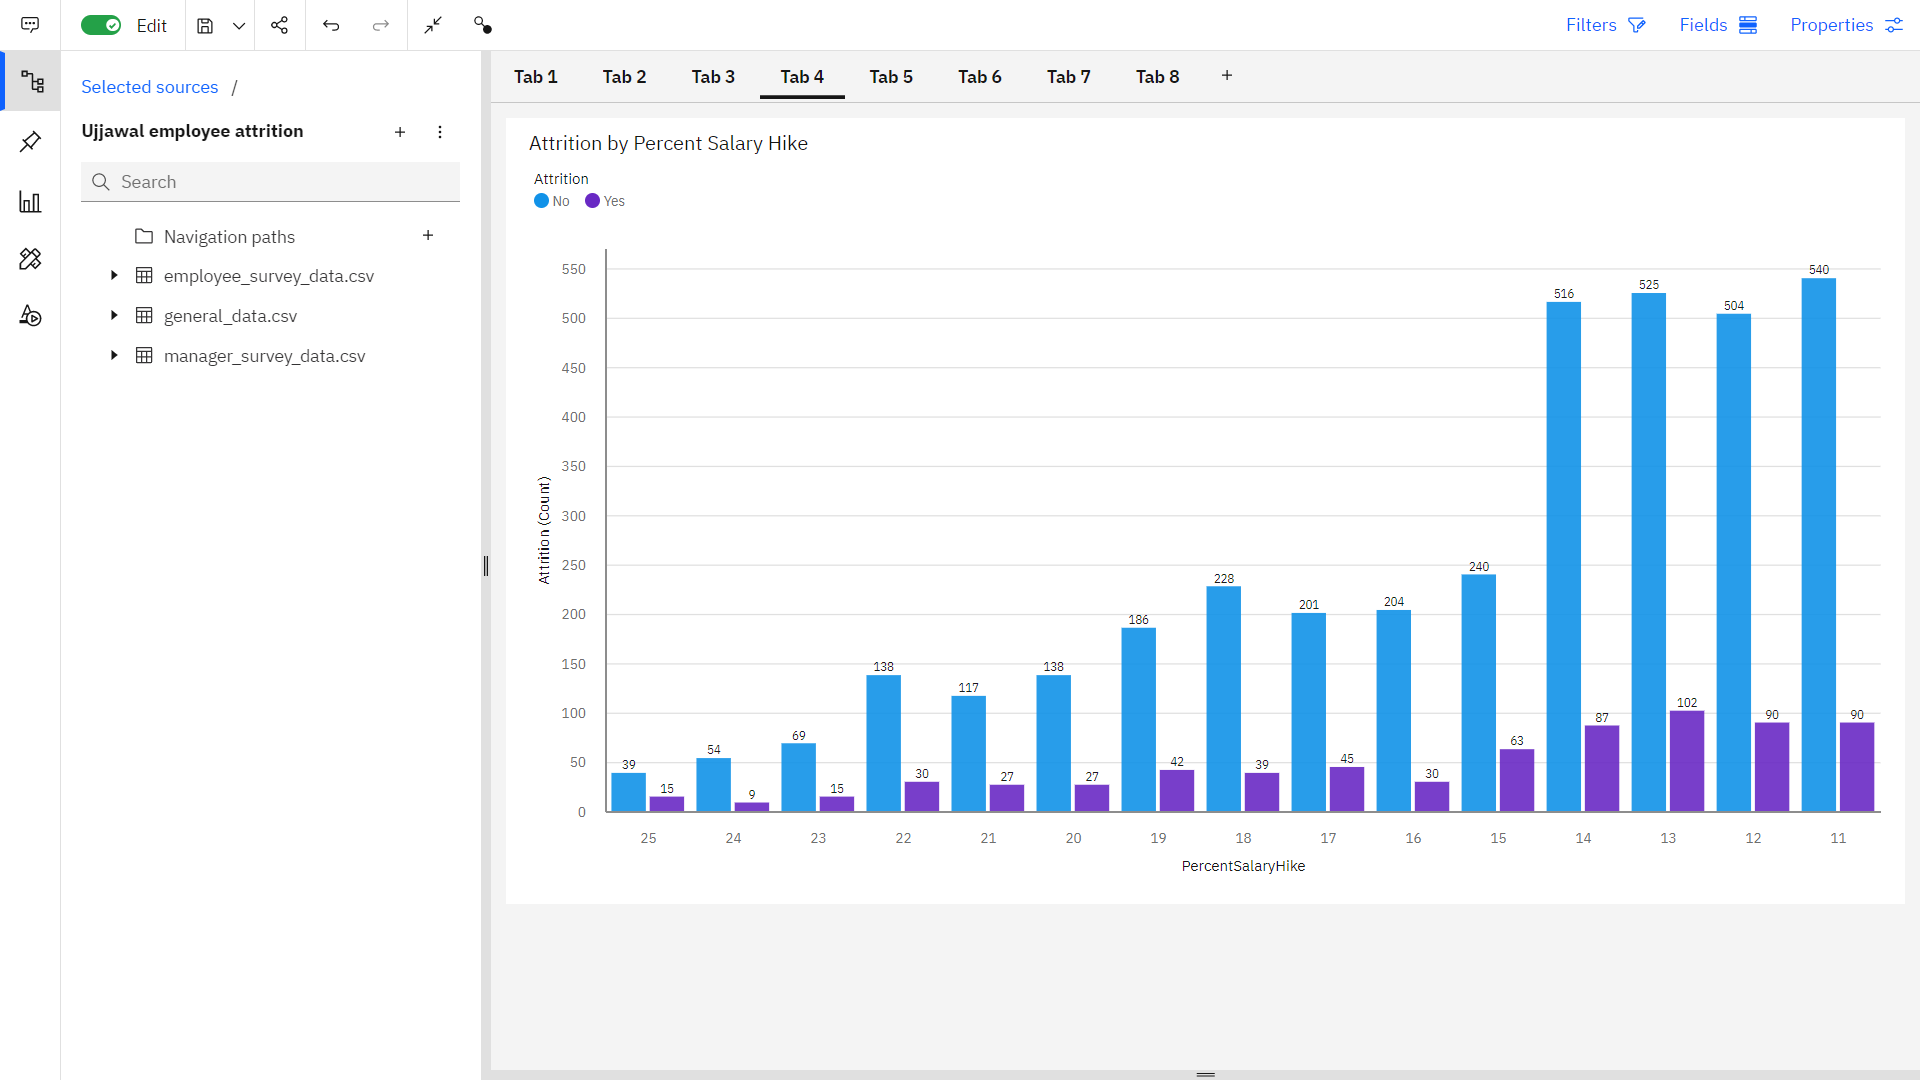 Edit
Filters
Fields
Properties
Selected sources /
Ujjawal employee attrition
Search
Navigation paths
employee_survey_data.csv
general_data.csv
manager_survey_data.csv
Tab 1 Tab 2 Tab 3 Tab 4 Tab 5 Tab 6 Tab 7 Tab 8
Attrition by Percent Salary Hike
Attrition
No Yes
Attrition (Count)
550
500
450
400
350
300
250
200
150
100
50
0
39 15 54 9 69 15 138 30 117 27 138 27 186 42 228 39 201 45 204 30 240 63 516 87 525 102 504 90 540 90
25 24 23 22 21 20 19 18 17 16 15 14 13 12 11
PercentSalaryHike